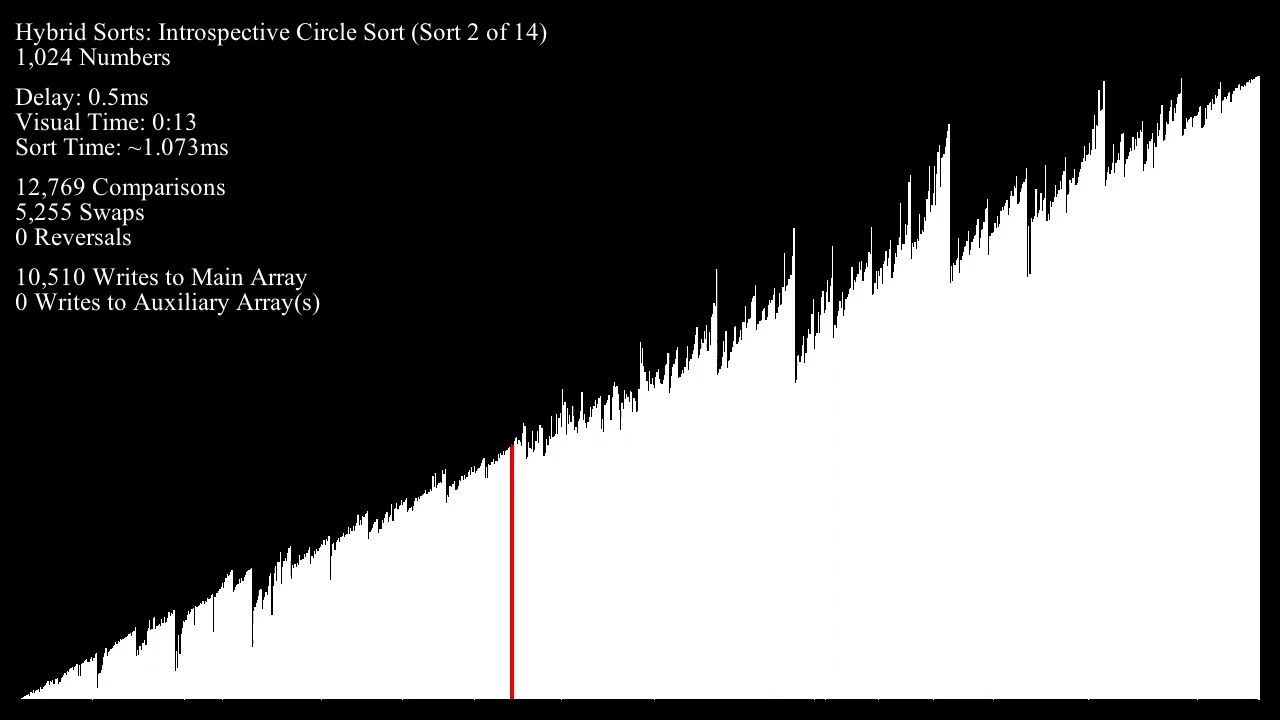 Hybrid Sorts: Introspective Circle Sort (Sort 2 of 14)
1,024 Numbers
Delay: 0.5ms
Visual Time: 0:13
Sort Time: ~1.073ms
12,769 Comparisons
5,255 Swaps
0 Reversals
10,510 Writes to Main Array
0 Writes to Auxiliary Array(s)